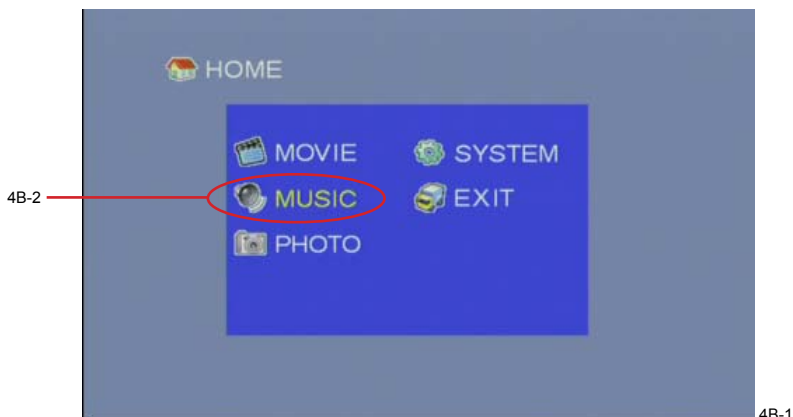 HOME
MOVIE SYSTEM
4B-2 MUSIC EXIT
PHOTO
4B-1